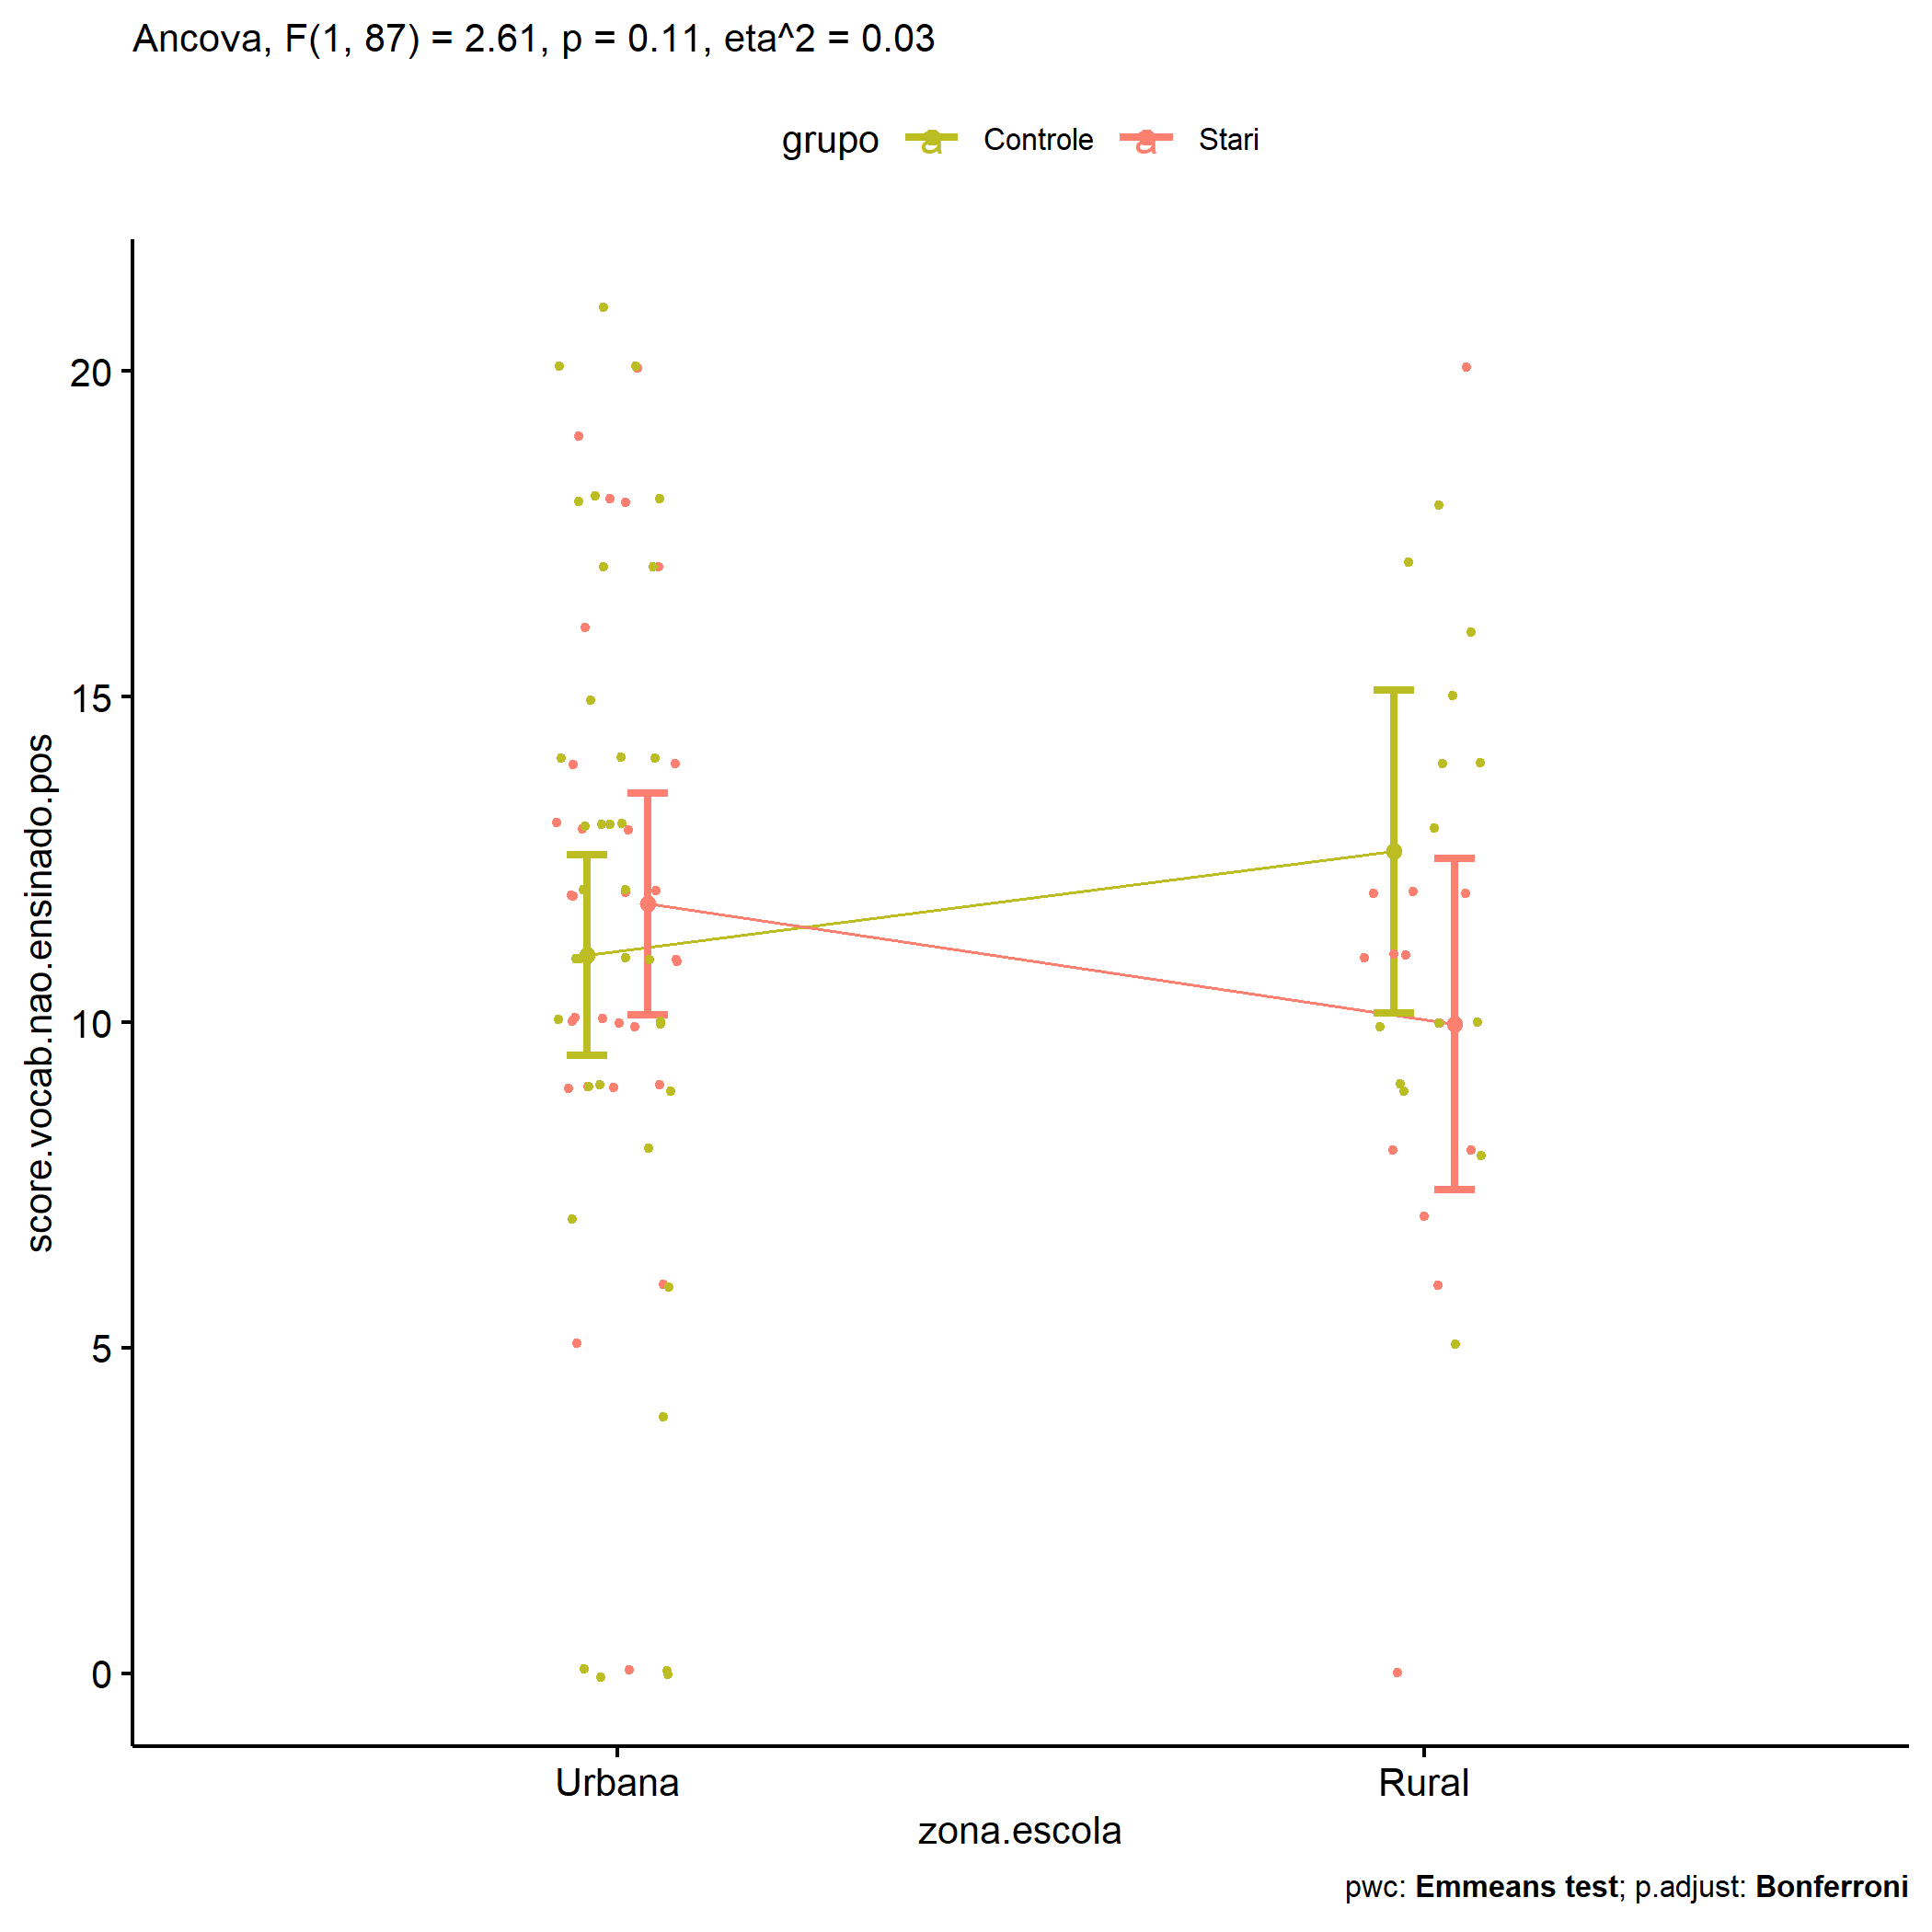 Ancova, F(1, 87) = 2.61, p = 0.11, eta^2 = 0.03
grupo a Controle a Stari
20
15
10
5
0
score.vocab.nao.ensinado.pos
Urbana Rural
zona.escola
pwc: Emmeans test; p.adjust: Bonferroni